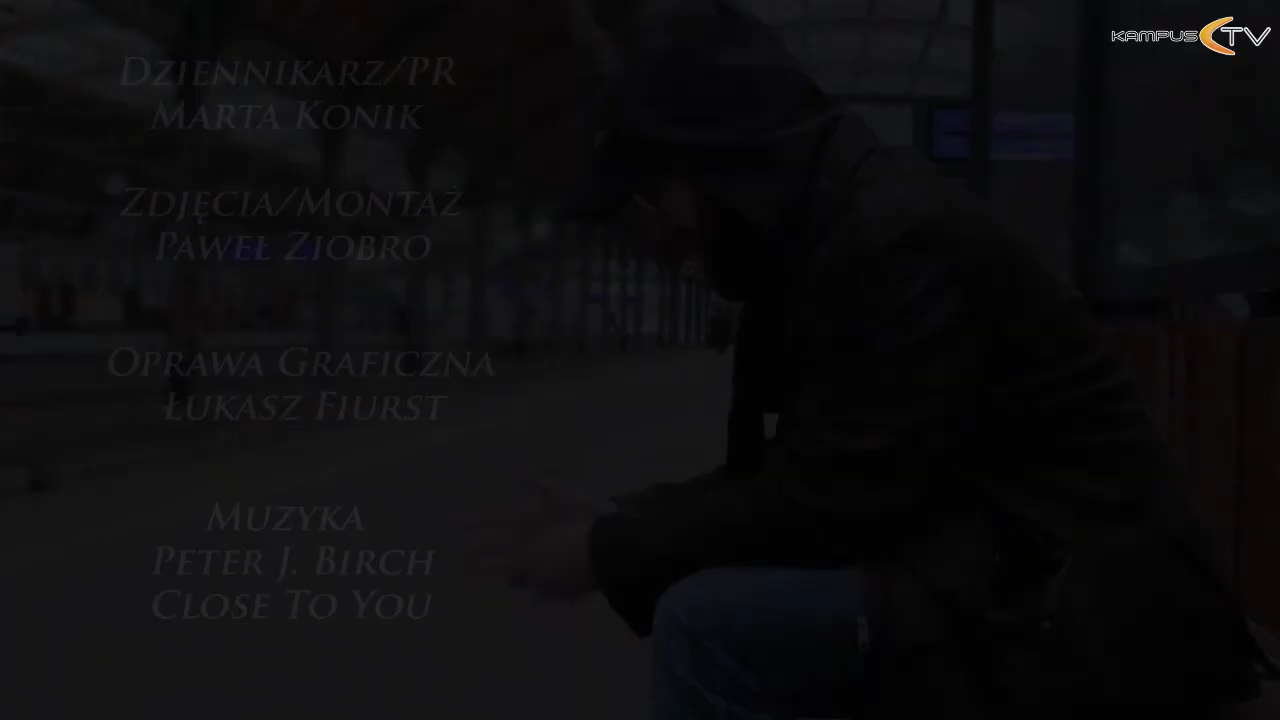 KAMPUS TV
Dziennikarz/PR
Marta Konik
Zdjęcia/Montaż
Paweł Ziobro
Oprawa Graficzna
Łukasz Fiurst
Muzyka
Peter J. Birch
Close To You